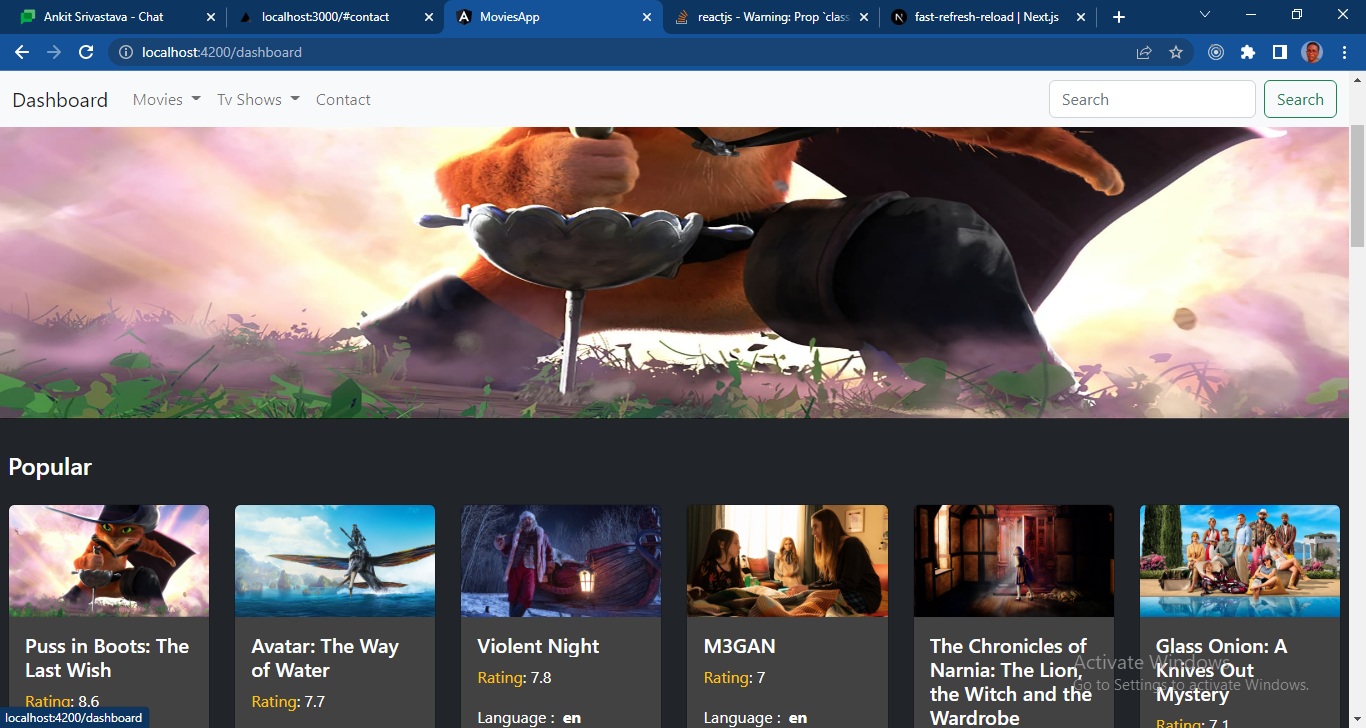 Ankit Srivastava - Chat
localhost:3000/#contact
MoviesApp
reactjs - Warning: Prop `class
fast-refresh-reload | Next.js
localhost:4200/dashboard
Dashboard
Movies
Tv Shows
Contact
Search
Search
Popular
Puss in Boots: The
Last Wish
Rating: 8.6
Avatar: The Way
of Water
Rating: 7.7
Violent Night
Rating: 7.8
Language : en
M3GAN
Rating: 7
Language : en
The Chronicles of
Narnia: The Lion,
the Witch and the
Wardrobe
Glass Onion: A
Knives Out
Mystery
Rating: 7.1
Activate Windows
Go to Settings to activate Windows.
localhost:4200/dashboard